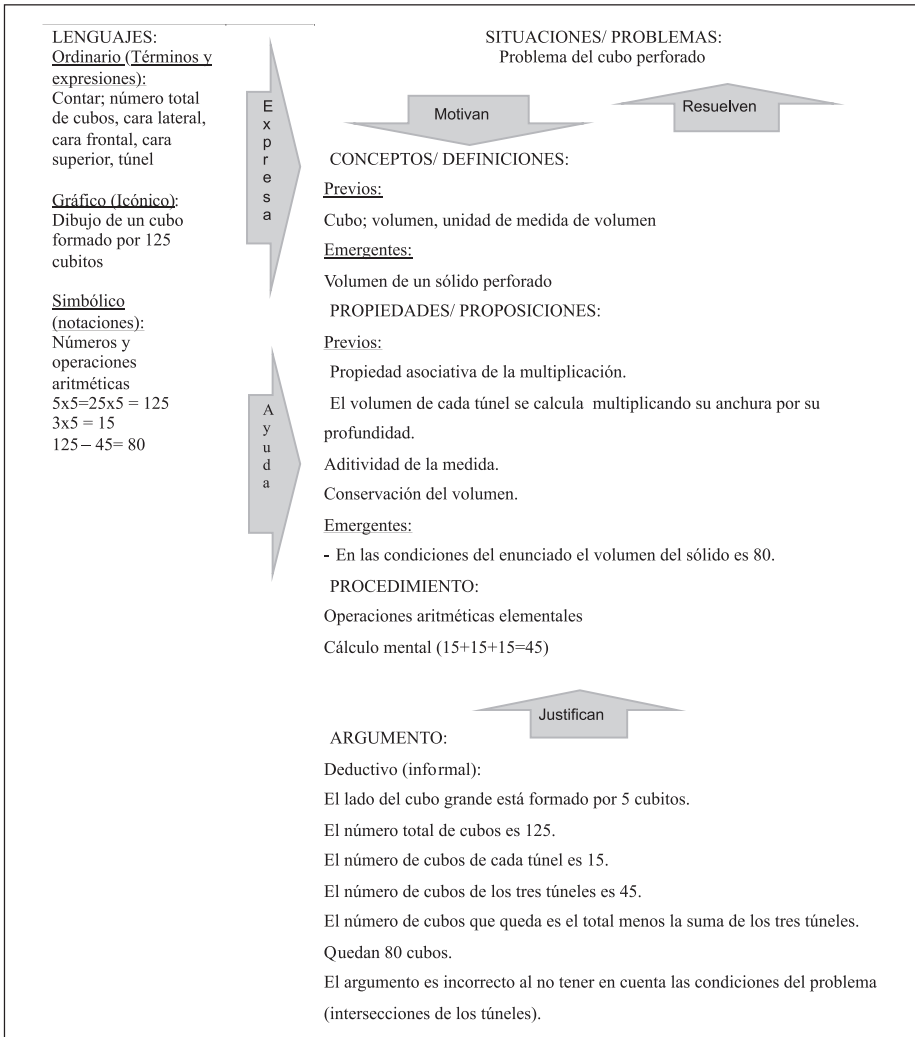 LENGUAJES:
Ordinario (Términos y
expresiones):
Contar; número total
de cubos, cara lateral,
cara frontal, cara
superior, túnel
Gráfico (Icónico):
Dibujo de un cubo
formado por 125
cubitos
Simbólico
(notaciones):
Números y
operaciones
aritméticas
5x5=25x5 = 125
3x5 = 15
125 – 45= 80
Expresa
Ayuda
SITUACIONES/ PROBLEMAS:
Problema del cubo perforado
Motivan
Resuelven
CONCEPTOS/ DEFINICIONES:
Previos:
Cubo; volumen, unidad de medida de volumen
Emergentes:
Volumen de un sólido perforado
PROPIEDADES/ PROPOSICIONES:
Previos:
Propiedad asociativa de la multiplicación.
El volumen de cada túnel se calcula multiplicando su anchura por su
profundidad.
Aditividad de la medida.
Conservación del volumen.
Emergentes:
- En las condiciones del enunciado el volumen del sólido es 80.
PROCEDIMIENTO:
Operaciones aritméticas elementales
Cálculo mental (15+15+15=45)
Justifican
ARGUMENTO:
Deductivo (informal):
El lado del cubo grande está formado por 5 cubitos.
El número total de cubos es 125.
El número de cubos de cada túnel es 15.
El número de cubos de los tres túneles es 45.
El número de cubos que queda es el total menos la suma de los tres túneles.
Quedan 80 cubos.
El argumento es incorrecto al no tener en cuenta las condiciones del problema
(intersecciones de los túneles).